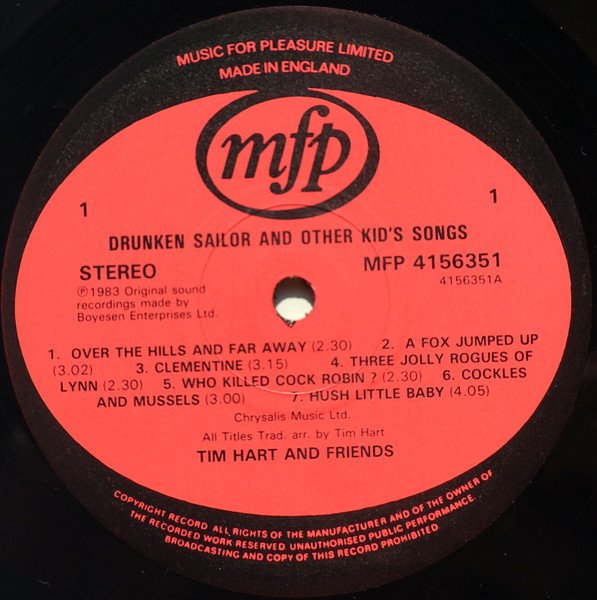 MUSIC FOR PLEASURE LIMITED
MADE IN ENGLAND
mfp
1 1
DRUNKEN SAILOR AND OTHER KID'S SONGS
STEREO MFP 4156351
℗1983 Original sound 4156351A
recordings made by
Boyesen Enterprises Ltd.
1. OVER THE HILLS AND FAR AWAY (2.30) 2. A FOX JUMPED UP
(3.02) 3. CLEMENTINE (3.15) 4. THREE JOLLY ROGUES OF
LYNN (2.30) 5. WHO KILLED COCK ROBIN ? (2.30) 6. COCKLES
AND MUSSELS (3.00) 7. HUSH LITTLE BABY (4.05)
Chrysalis Music Ltd.
All Titles Trad. arr. by Tim Hart
TIM HART AND FRIENDS
COPYRIGHT RECORD ALL RIGHTS OF THE MANUFACTURER AND OF THE OWNER OF
THE RECORDED WORK RESERVED UNAUTHORISED PUBLIC PERFORMANCE
BROADCASTING AND COPY OF THIS RECORD PROHIBITED